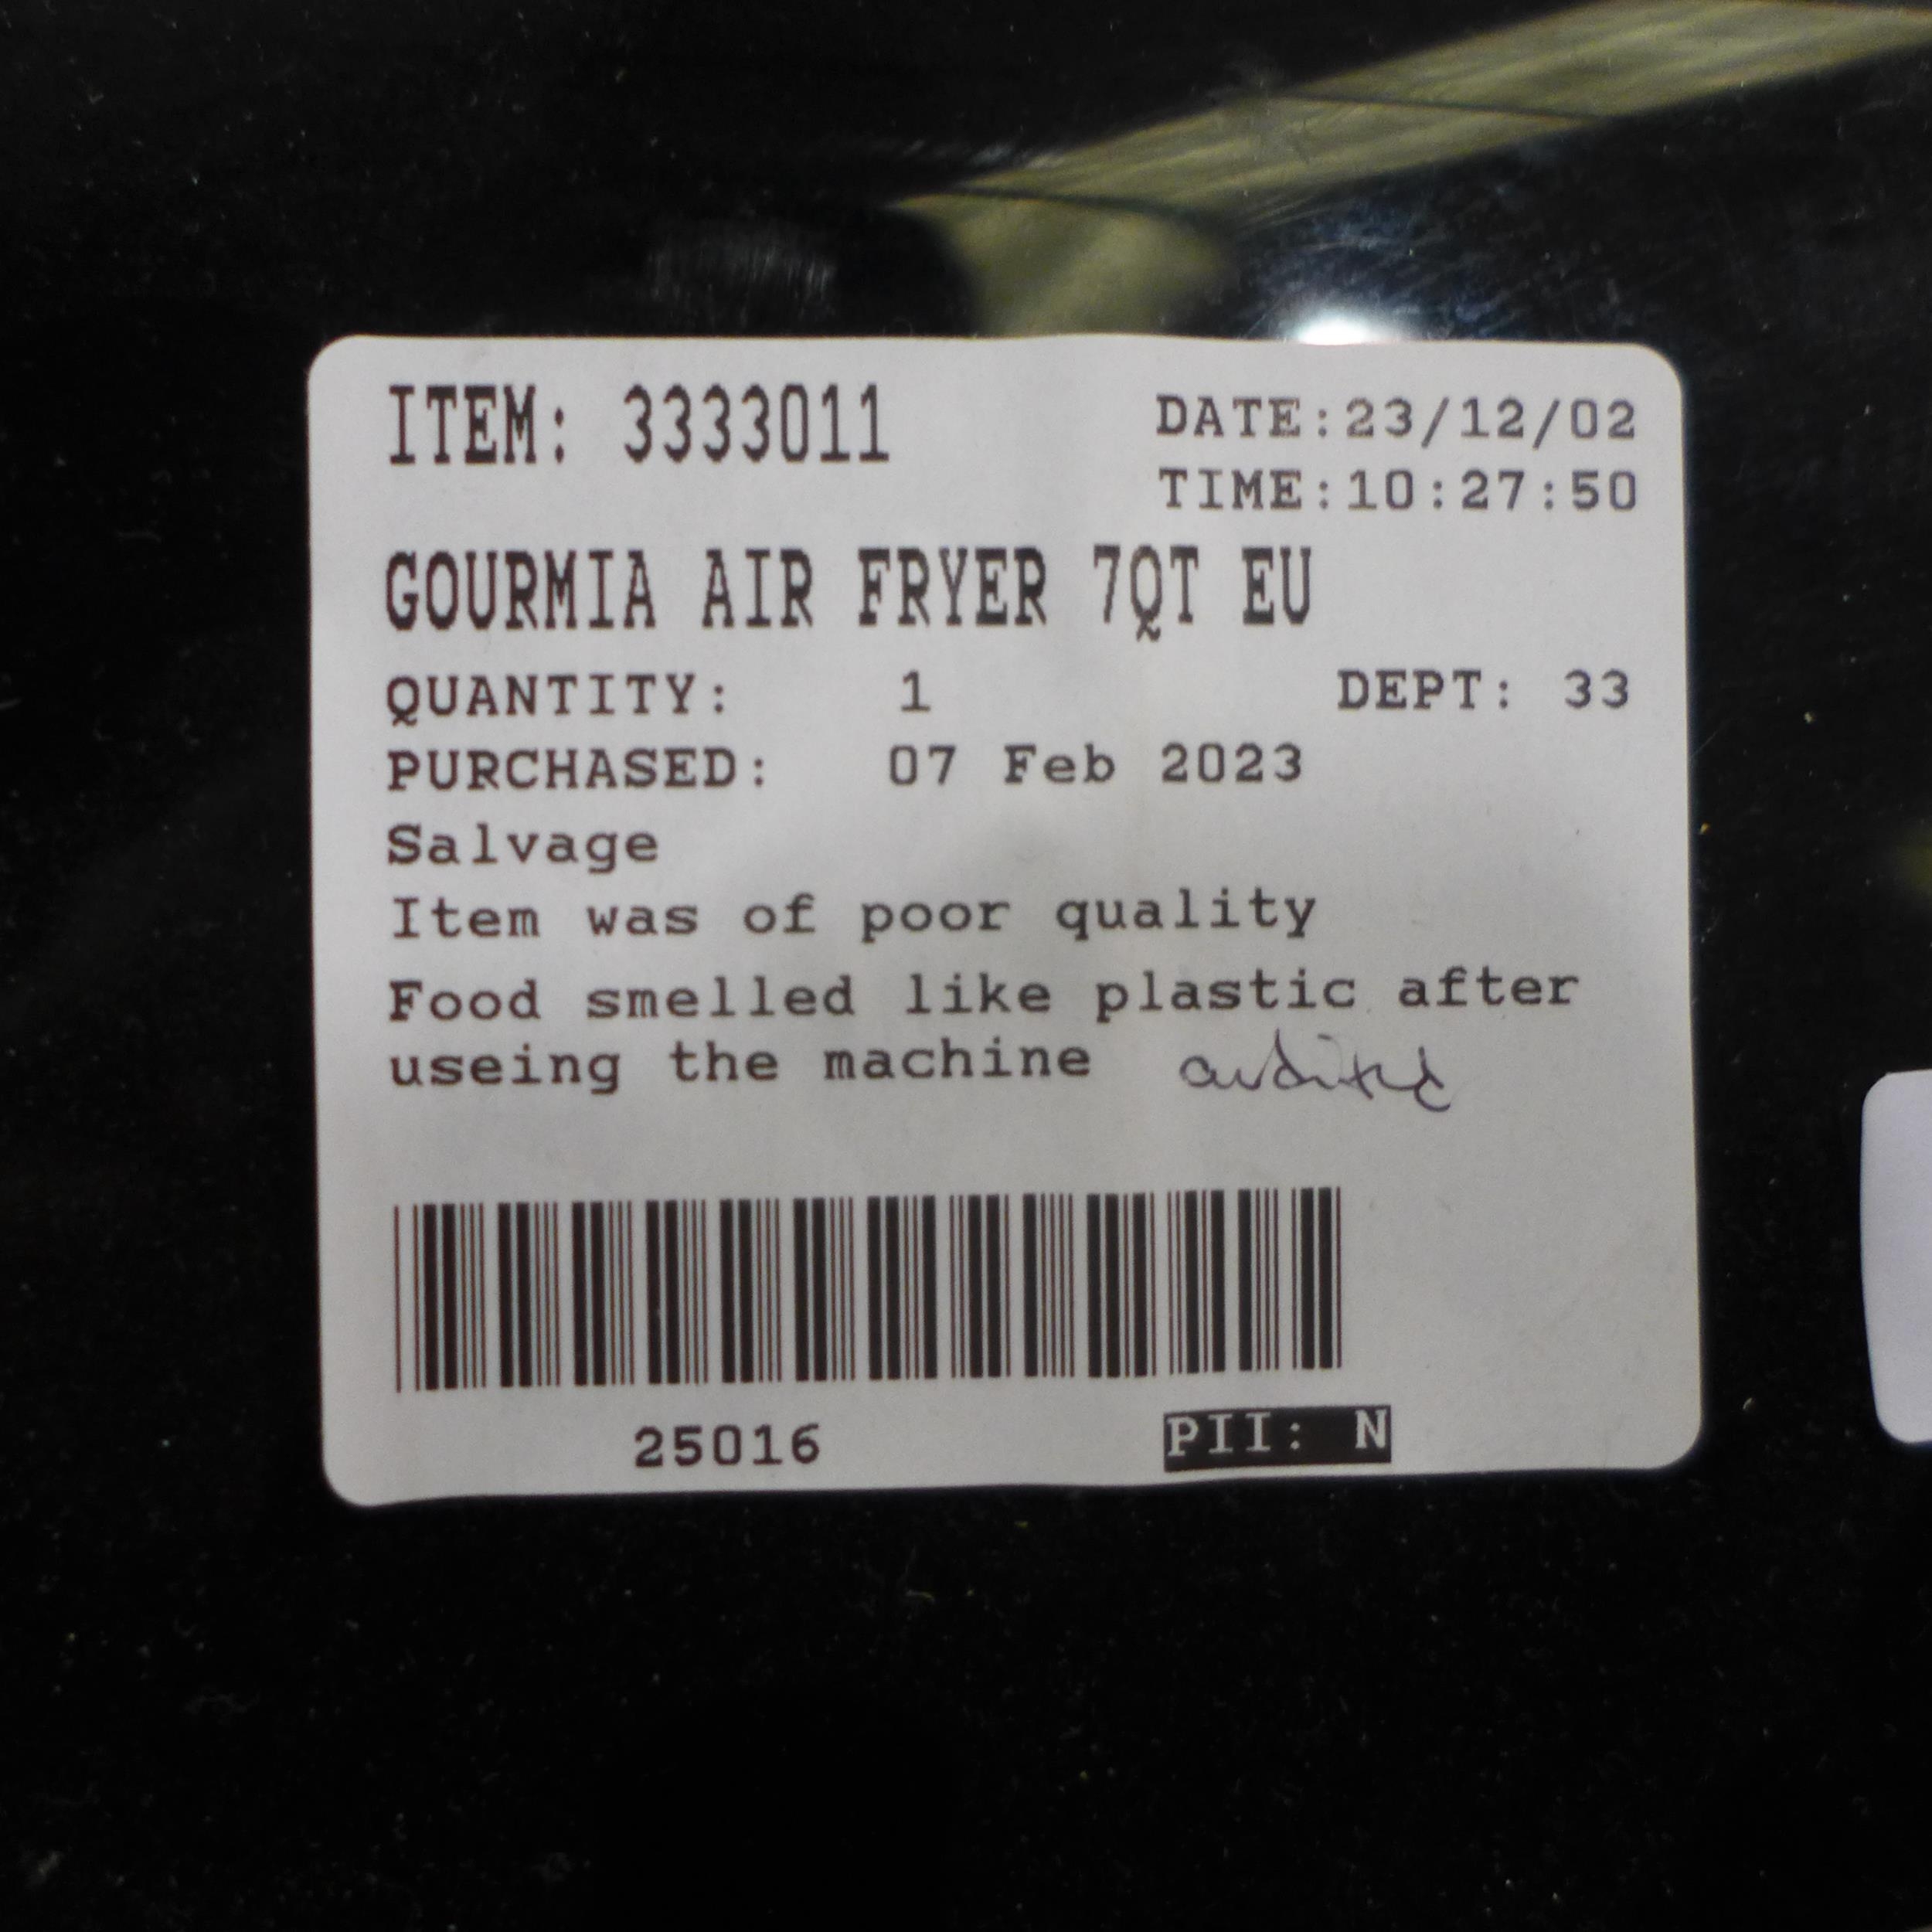 ITEM: 3333011
DATE:23/12/02
TIME:10:27:50
GOURMIA AIR FRYER 7QT EU
QUANTITY: 1 DEPT: 33
PURCHASED: 07 Feb 2023
Salvage
Item was of poor quality
Food smelled like plastic after
useing the machine audited
25016 PII: N